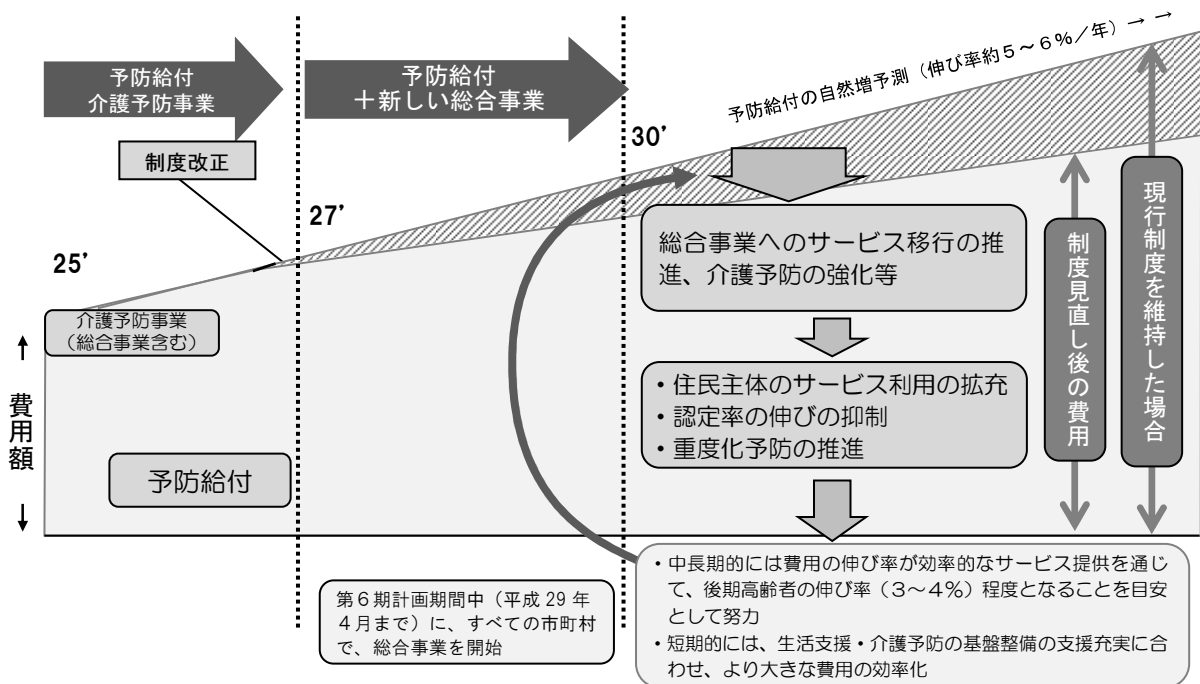 予防給付
介護予防事業
予防給付
＋新しい総合事業
予防給付の自然増予測（伸び率約５～６％／年）→ →
制度改正
25’
27’
30’
介護予防事業
（総合事業含む）
費用額
予防給付
総合事業へのサービス移行の推
進、介護予防の強化等
・住民主体のサービス利用の拡充
・認定率の伸びの抑制
・重度化予防の推進
制度見直し後の費用
現行制度を維持した場合
第６期計画期間中（平成 29 年
４月まで）に、すべての市町村
で、総合事業を開始
・中長期的には費用の伸び率が効率的なサービス提供を通じ
て、後期高齢者の伸び率（３～４％）程度となることを目安
として努力
・短期的には、生活支援・介護予防の基盤整備の支援充実に合
わせ、より大きな費用の効率化